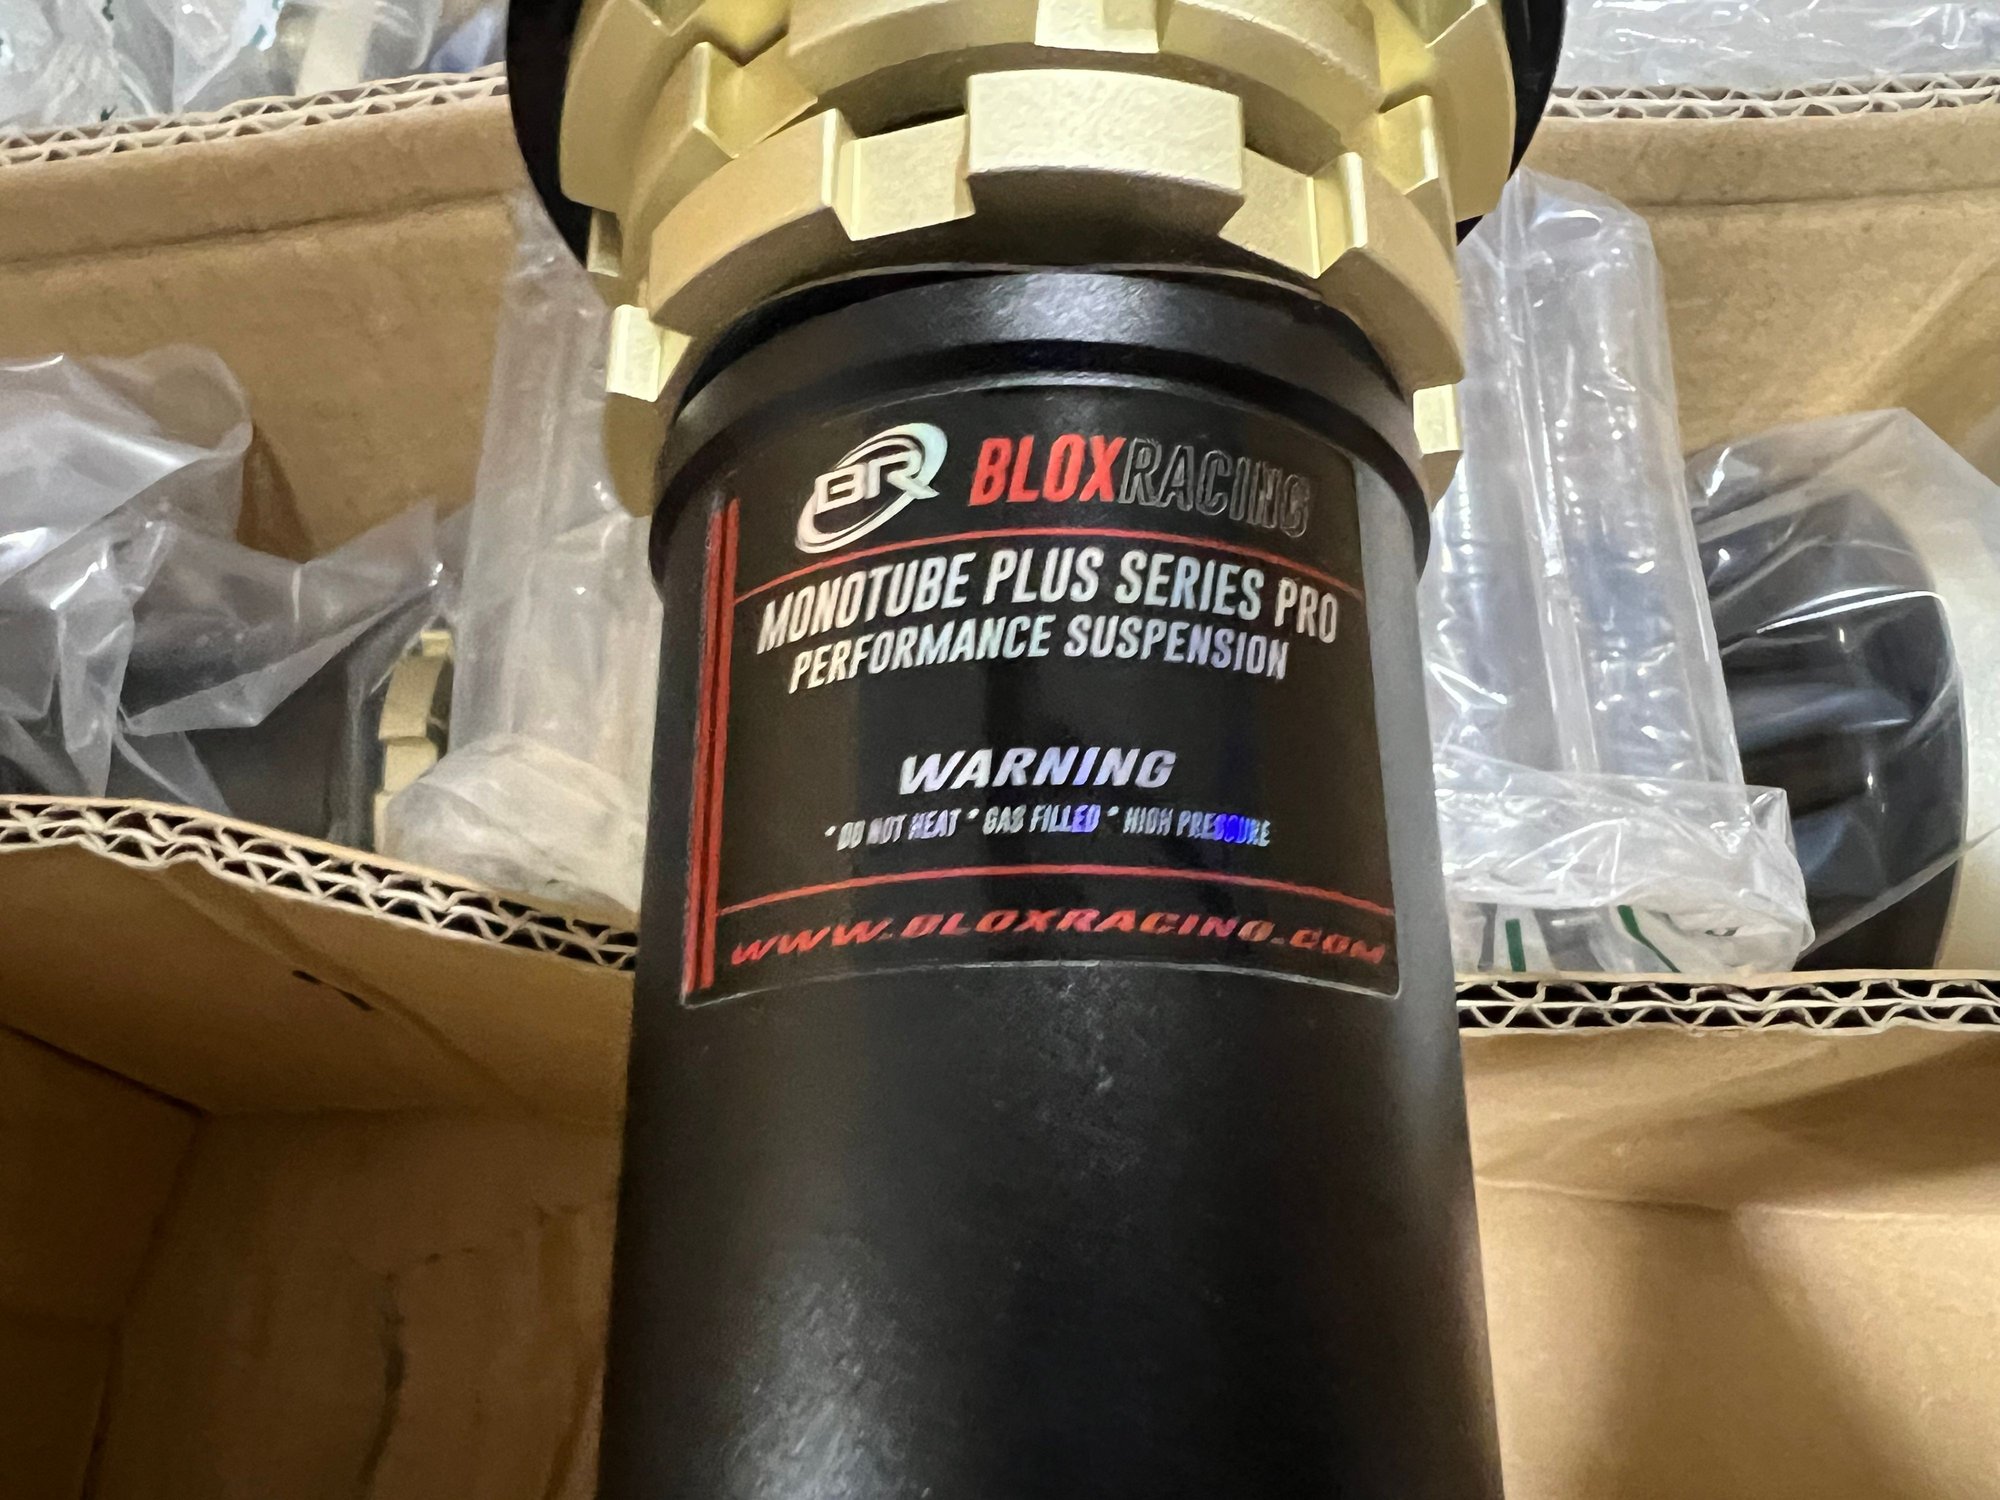 BR BLOXRACING
MONOTUBE PLUS SERIES PRO
PERFORMANCE SUSPENSION
WARNING
* DO NOT HEAT * GAS FILLED * HIGH PRESSURE
WWW.BLOXRACING.COM